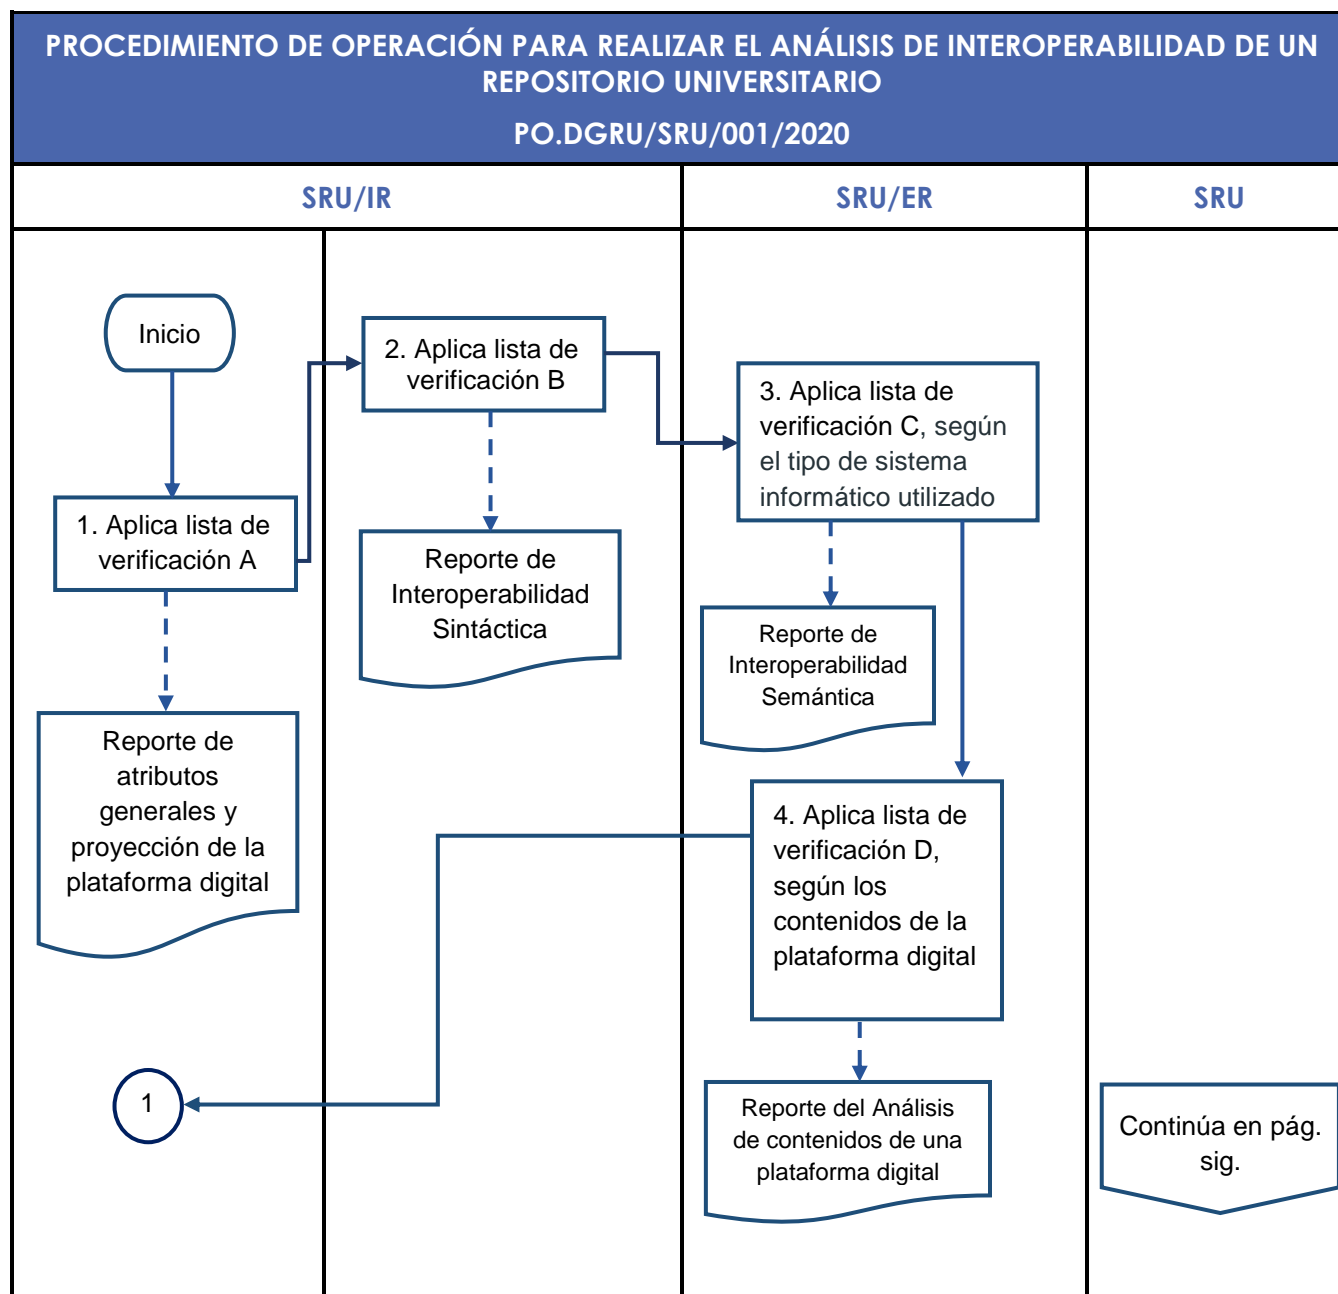 PROCEDIMIENTO DE OPERACIÓN PARA REALIZAR EL ANÁLISIS DE INTEROPERABILIDAD DE UN
REPOSITORIO UNIVERSITARIO
PO.DGRU/SRU/001/2020
SRU/IR
SRU/ER
SRU
Inicio
1. Aplica lista de
verificación A
Reporte de
atributos
generales y
proyección de la
plataforma digital
1
2. Aplica lista de
verificación B
Reporte de
Interoperabilidad
Sintáctica
3. Aplica lista de
verificación C, según
el tipo de sistema
informático utilizado
Reporte de
Interoperabilidad
Semántica
4. Aplica lista de
verificación D,
según los
contenidos de la
plataforma digital
Reporte del Análisis
de contenidos de una
plataforma digital
Continúa en pág.
sig.